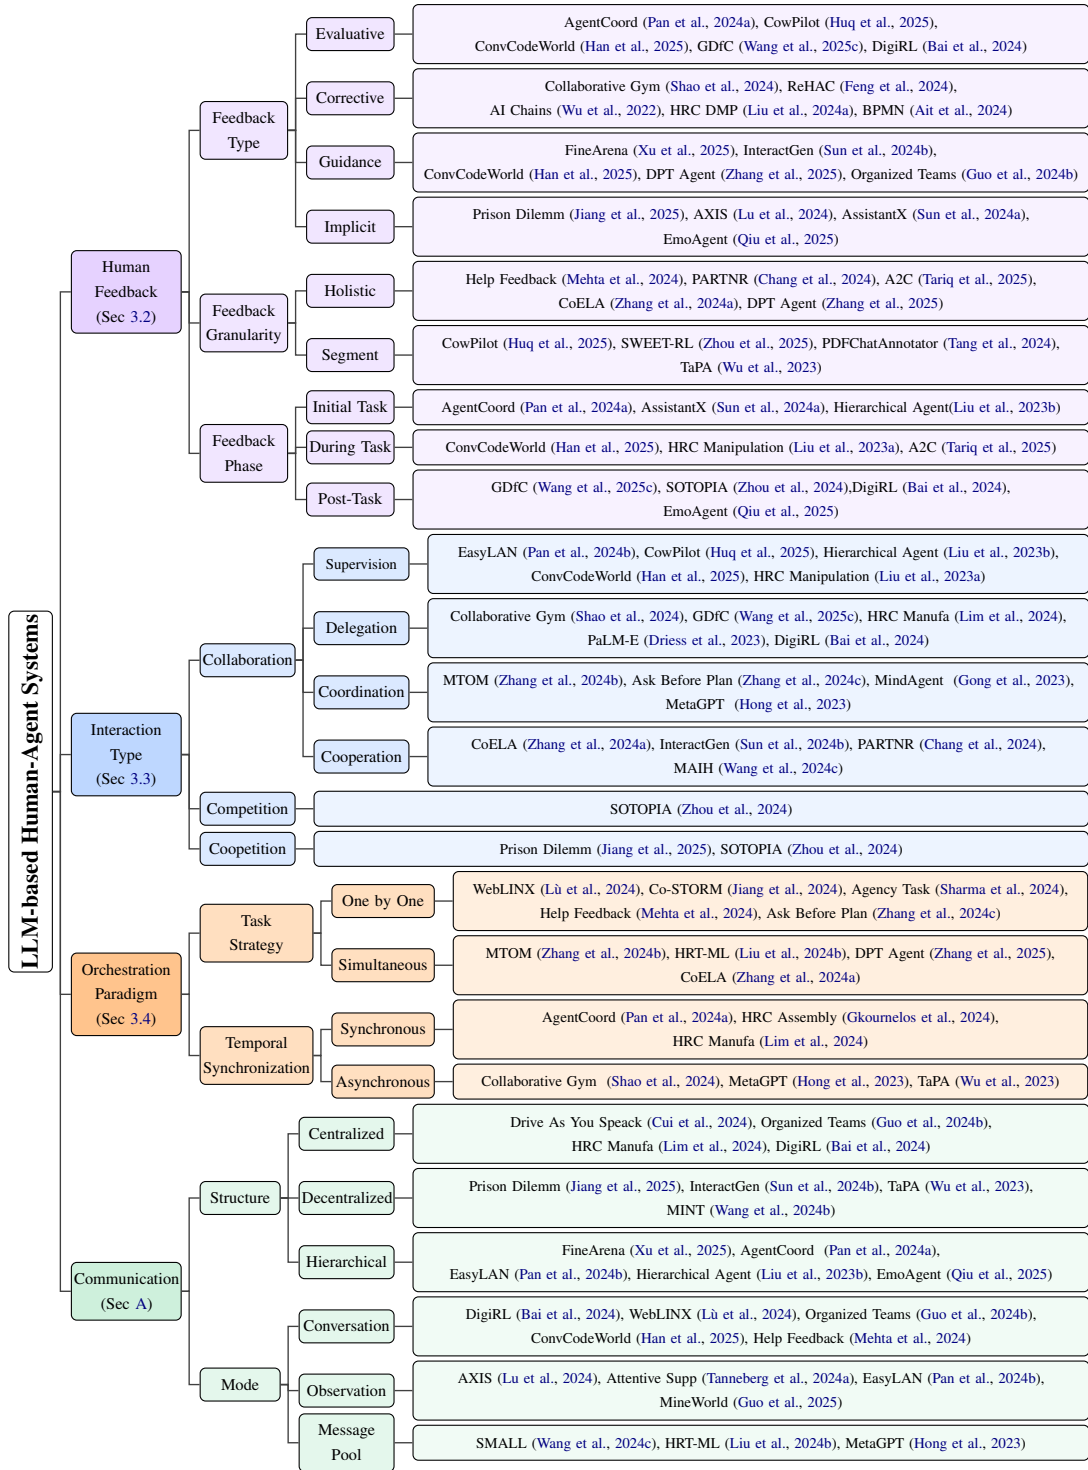 LLM-based Human-Agent Systems
Human
Feedback
(Sec 3.2)
Feedback
Type
Evaluative
AgentCoord (Pan et al., 2024a), CowPilot (Huq et al., 2025),
ConvCodeWorld (Han et al., 2025), GDfC (Wang et al., 2025c), DigiRL (Bai et al., 2024)
Corrective
Collaborative Gym (Shao et al., 2024), ReHAC (Feng et al., 2024),
AI Chains (Wu et al., 2022), HRC DMP (Liu et al., 2024a), BPMN (Ait et al., 2024)
Guidance
FineArena (Xu et al., 2025), InteractGen (Sun et al., 2024b),
ConvCodeWorld (Han et al., 2025), DPT Agent (Zhang et al., 2025), Organized Teams (Guo et al., 2024b)
Implicit
Prison Dilemm (Jiang et al., 2025), AXIS (Lu et al., 2024), AssistantX (Sun et al., 2024a),
EmoAgent (Qiu et al., 2025)
Feedback
Granularity
Holistic
Help Feedback (Mehta et al., 2024), PARTNR (Chang et al., 2024), A2C (Tariq et al., 2025),
CoELA (Zhang et al., 2024a), DPT Agent (Zhang et al., 2025)
Segment
CowPilot (Huq et al., 2025), SWEET-RL (Zhou et al., 2025), PDFChatAnnotator (Tang et al., 2024),
TaPA (Wu et al., 2023)
Feedback
Phase
Initial Task
AgentCoord (Pan et al., 2024a), AssistantX (Sun et al., 2024a), Hierarchical Agent(Liu et al., 2023b)
During Task
ConvCodeWorld (Han et al., 2025), HRC Manipulation (Liu et al., 2023a), A2C (Tariq et al., 2025)
Post-Task
GDfC (Wang et al., 2025c), SOTOPIA (Zhou et al., 2024),DigiRL (Bai et al., 2024),
EmoAgent (Qiu et al., 2025)
Interaction
Type
(Sec 3.3)
Collaboration
Supervision
EasyLAN (Pan et al., 2024b), CowPilot (Huq et al., 2025), Hierarchical Agent (Liu et al., 2023b),
ConvCodeWorld (Han et al., 2025), HRC Manipulation (Liu et al., 2023a)
Delegation
Collaborative Gym (Shao et al., 2024), GDfC (Wang et al., 2025c), HRC Manufa (Lim et al., 2024),
PaLM-E (Driess et al., 2023), DigiRL (Bai et al., 2024)
Coordination
MTOM (Zhang et al., 2024b), Ask Before Plan (Zhang et al., 2024c), MindAgent (Gong et al., 2023),
MetaGPT (Hong et al., 2023)
Cooperation
CoELA (Zhang et al., 2024a), InteractGen (Sun et al., 2024b), PARTNR (Chang et al., 2024),
MAIH (Wang et al., 2024c)
Competition
SOTOPIA (Zhou et al., 2024)
Coopetition
Prison Dilemm (Jiang et al., 2025), SOTOPIA (Zhou et al., 2024)
Orchestration
Paradigm
(Sec 3.4)
Task
Strategy
One by One
WebLINX (Lù et al., 2024), Co-STORM (Jiang et al., 2024), Agency Task (Sharma et al., 2024),
Help Feedback (Mehta et al., 2024), Ask Before Plan (Zhang et al., 2024c)
Simultaneous
MTOM (Zhang et al., 2024b), HRT-ML (Liu et al., 2024b), DPT Agent (Zhang et al., 2025),
CoELA (Zhang et al., 2024a)
Temporal
Synchronization
Synchronous
AgentCoord (Pan et al., 2024a), HRC Assembly (Gkournelos et al., 2024),
HRC Manufa (Lim et al., 2024)
Asynchronous
Collaborative Gym (Shao et al., 2024), MetaGPT (Hong et al., 2023), TaPA (Wu et al., 2023)
Communication
(Sec A)
Structure
Centralized
Drive As You Speack (Cui et al., 2024), Organized Teams (Guo et al., 2024b),
HRC Manufa (Lim et al., 2024), DigiRL (Bai et al., 2024)
Decentralized
Prison Dilemm (Jiang et al., 2025), InteractGen (Sun et al., 2024b), TaPA (Wu et al., 2023),
MINT (Wang et al., 2024b)
Hierarchical
FineArena (Xu et al., 2025), AgentCoord (Pan et al., 2024a),
EasyLAN (Pan et al., 2024b), Hierarchical Agent (Liu et al., 2023b), EmoAgent (Qiu et al., 2025)
Mode
Conversation
DigiRL (Bai et al., 2024), WebLINX (Lù et al., 2024), Organized Teams (Guo et al., 2024b),
ConvCodeWorld (Han et al., 2025), Help Feedback (Mehta et al., 2024)
Observation
AXIS (Lu et al., 2024), Attentive Supp (Tanneberg et al., 2024a), EasyLAN (Pan et al., 2024b),
MineWorld (Guo et al., 2025)
Message
Pool
SMALL (Wang et al., 2024c), HRT-ML (Liu et al., 2024b), MetaGPT (Hong et al., 2023)